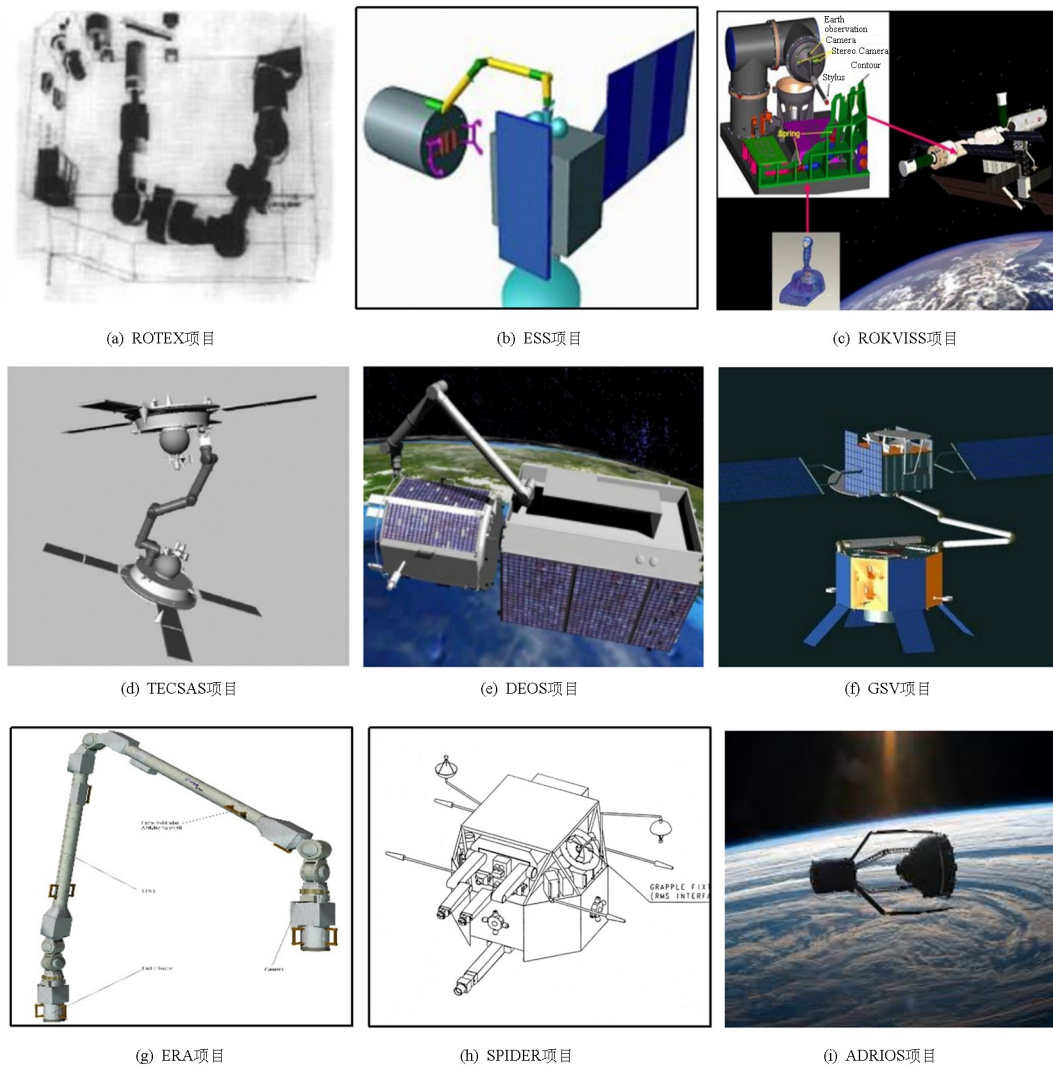 Earth
observation
Camera
Stereo Camera
Contour
Stylus
Spring
(a) ROTEX项目
(b) ESS项目
(c) ROKVISS项目
(d) TECSAS项目
(e) DEOS项目
(f) GSV项目
Camera
GRAPPLE FIXT
(RMS INTERFA
(g) ERA项目
(h) SPIDER项目
(i) ADRIOS项目